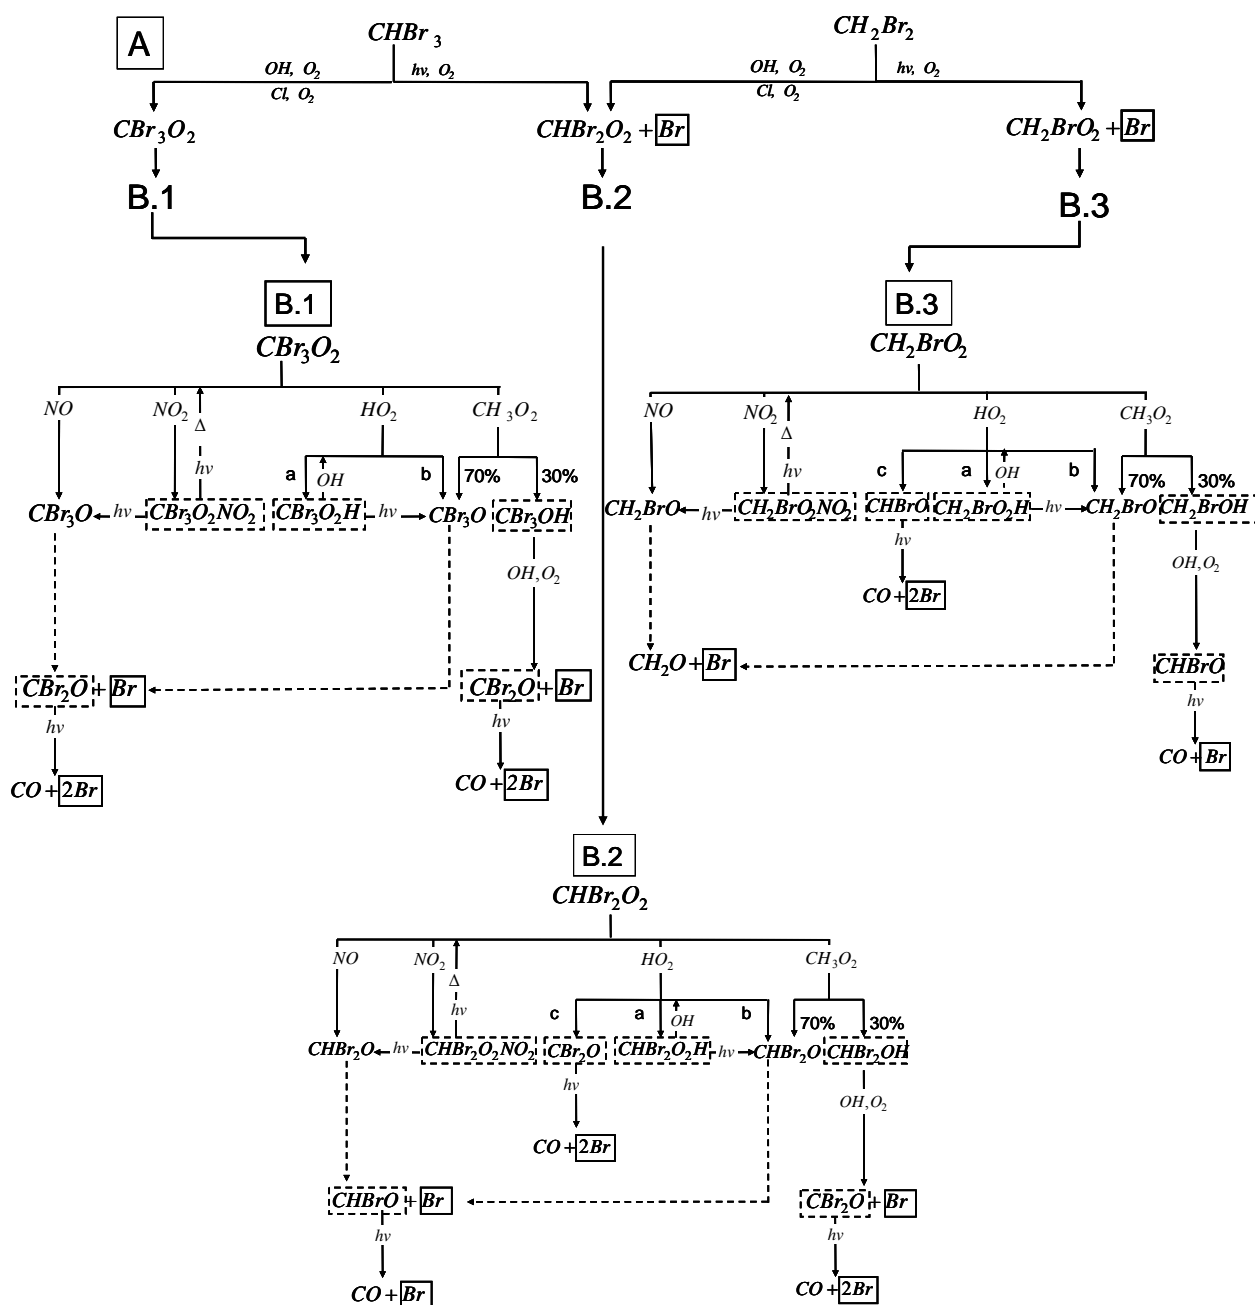 A
CHBr₃
CH₂Br₂
OH, O₂
hν, O₂
OH, O₂
hν, O₂
Cl, O₂
Cl, O₂
CBr₃O₂
CHBr₂O₂ + Br
CH₂BrO₂ + Br
B.1
B.2
B.3
B.1
CBr₃O₂
NO
NO₂
Δ
hν
HO₂
CH₃O₂
a
OH
b
70%
30%
CBr₃O
hν
CBr₃O₂NO₂
CBr₃O₂H
hν
CBr₃O
CBr₃OH
OH,O₂
CBr₂O + Br
CBr₂O + Br
hν
hν
CO + 2Br
CO + 2Br
B.3
CH₂BrO₂
NO
NO₂
Δ
hν
HO₂
CH₃O₂
c
a
OH
b
70%
30%
CH₂BrO
hν
CH₂BrO₂NO₂
CHBrO
CH₂BrO₂H
hν
CH₂BrO
CH₂BrOH
hν
OH,O₂
CO + 2Br
CH₂O + Br
CHBrO
hν
CO + Br
B.2
CHBr₂O₂
NO
NO₂
Δ
hν
HO₂
CH₃O₂
c
a
OH
b
70%
30%
CHBr₂O
hν
CHBr₂O₂NO₂
CBr₂O
CHBr₂O₂H
hν
CHBr₂O
CHBr₂OH
hν
OH,O₂
CO + 2Br
CHBrO + Br
CBr₂O + Br
hν
hν
CO + Br
CO + 2Br